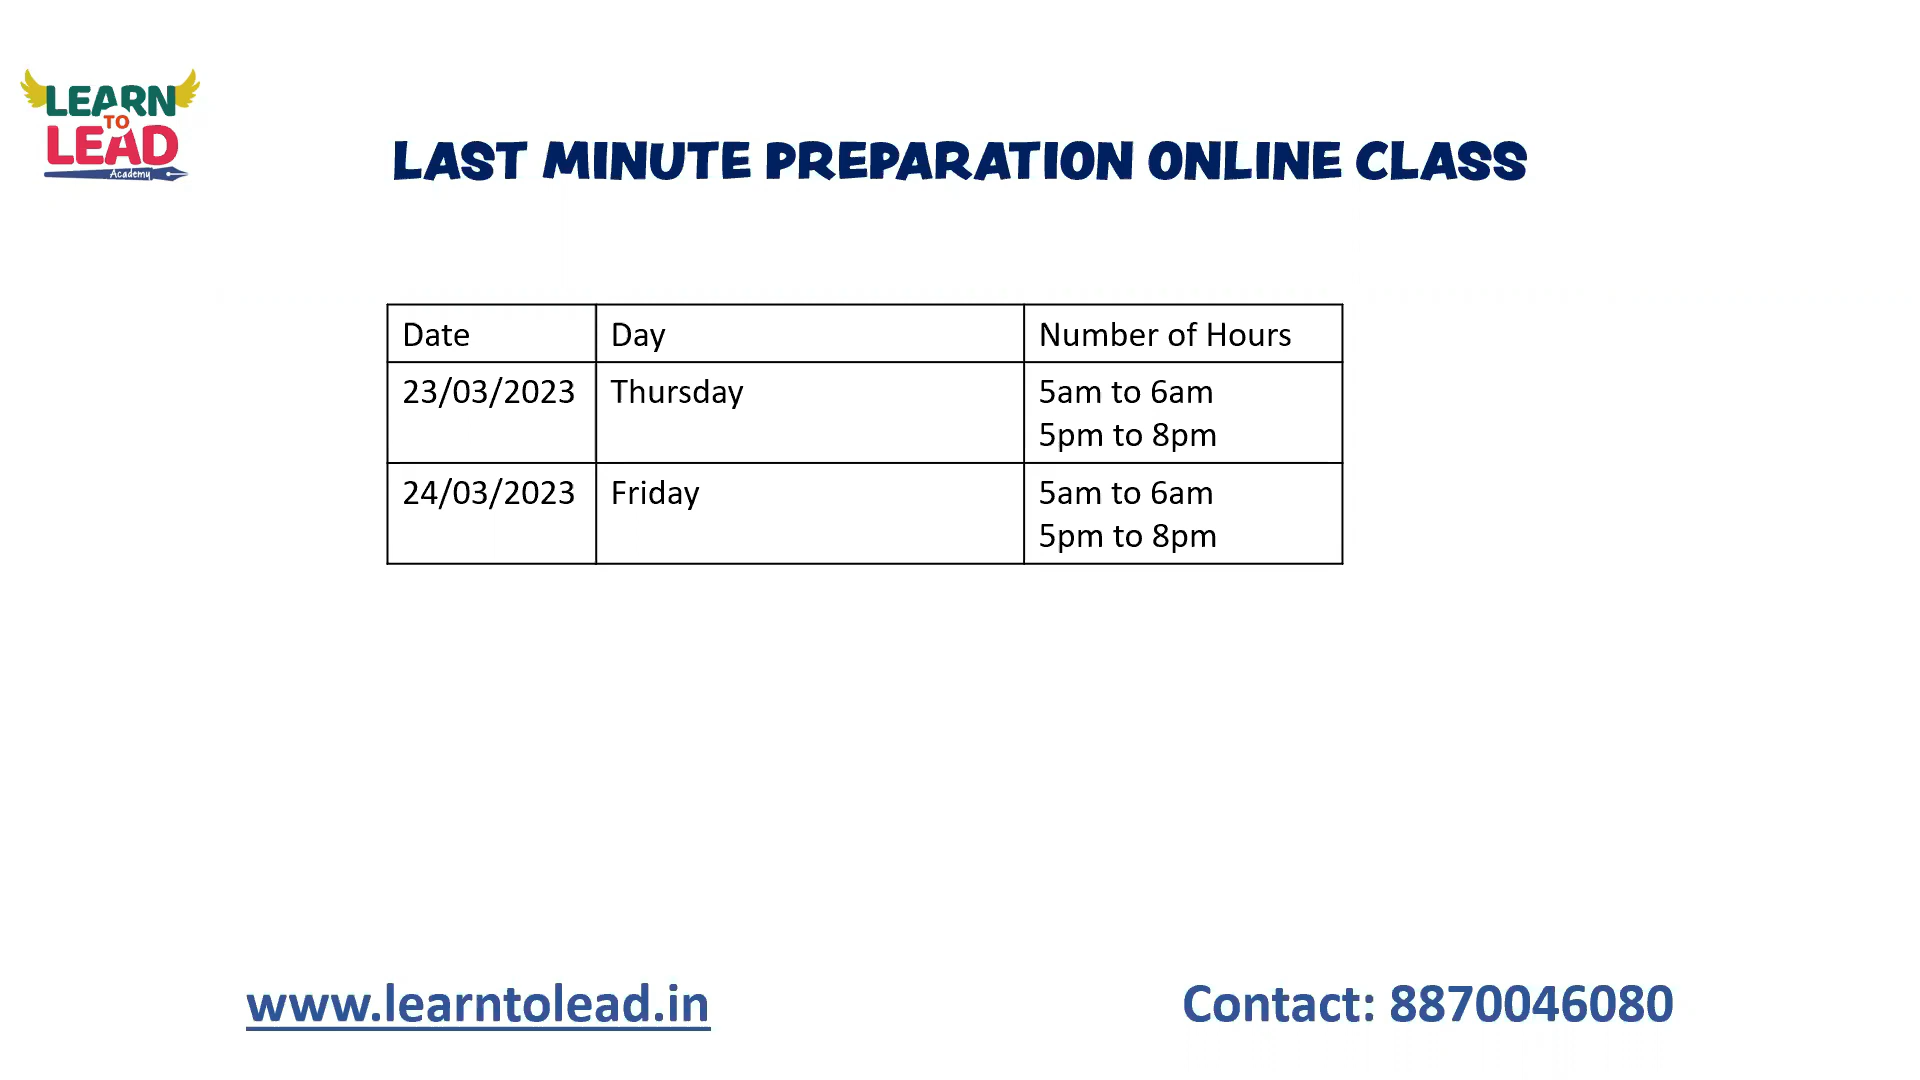 LEARN
TO
LEAD
Academy
LAST MINUTE PREPARATION ONLINE CLASS
Date Day Number of Hours
23/03/2023 Thursday 5am to 6am
5pm to 8pm
24/03/2023 Friday 5am to 6am
5pm to 8pm
www.learntolead.in Contact: 8870046080